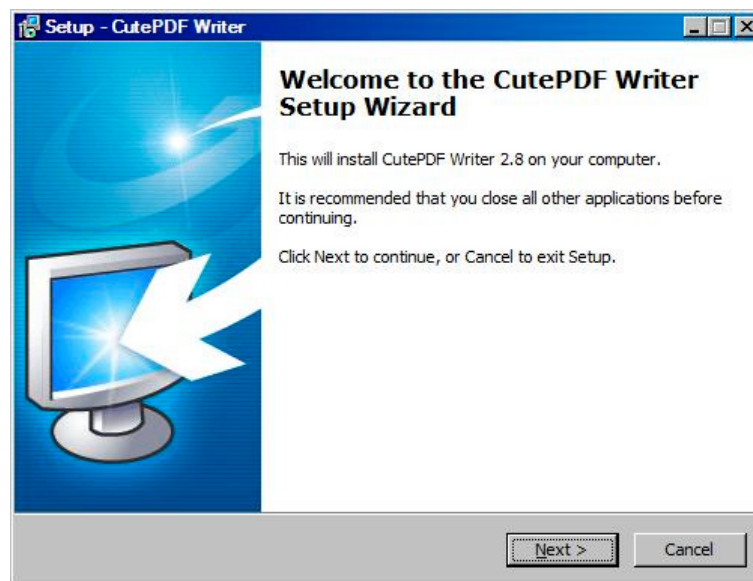 Setup - CutePDF Writer
Welcome to the CutePDF Writer
Setup Wizard
This will install CutePDF Writer 2.8 on your computer.
It is recommended that you close all other applications before
continuing.
Click Next to continue, or Cancel to exit Setup.
Next >
Cancel